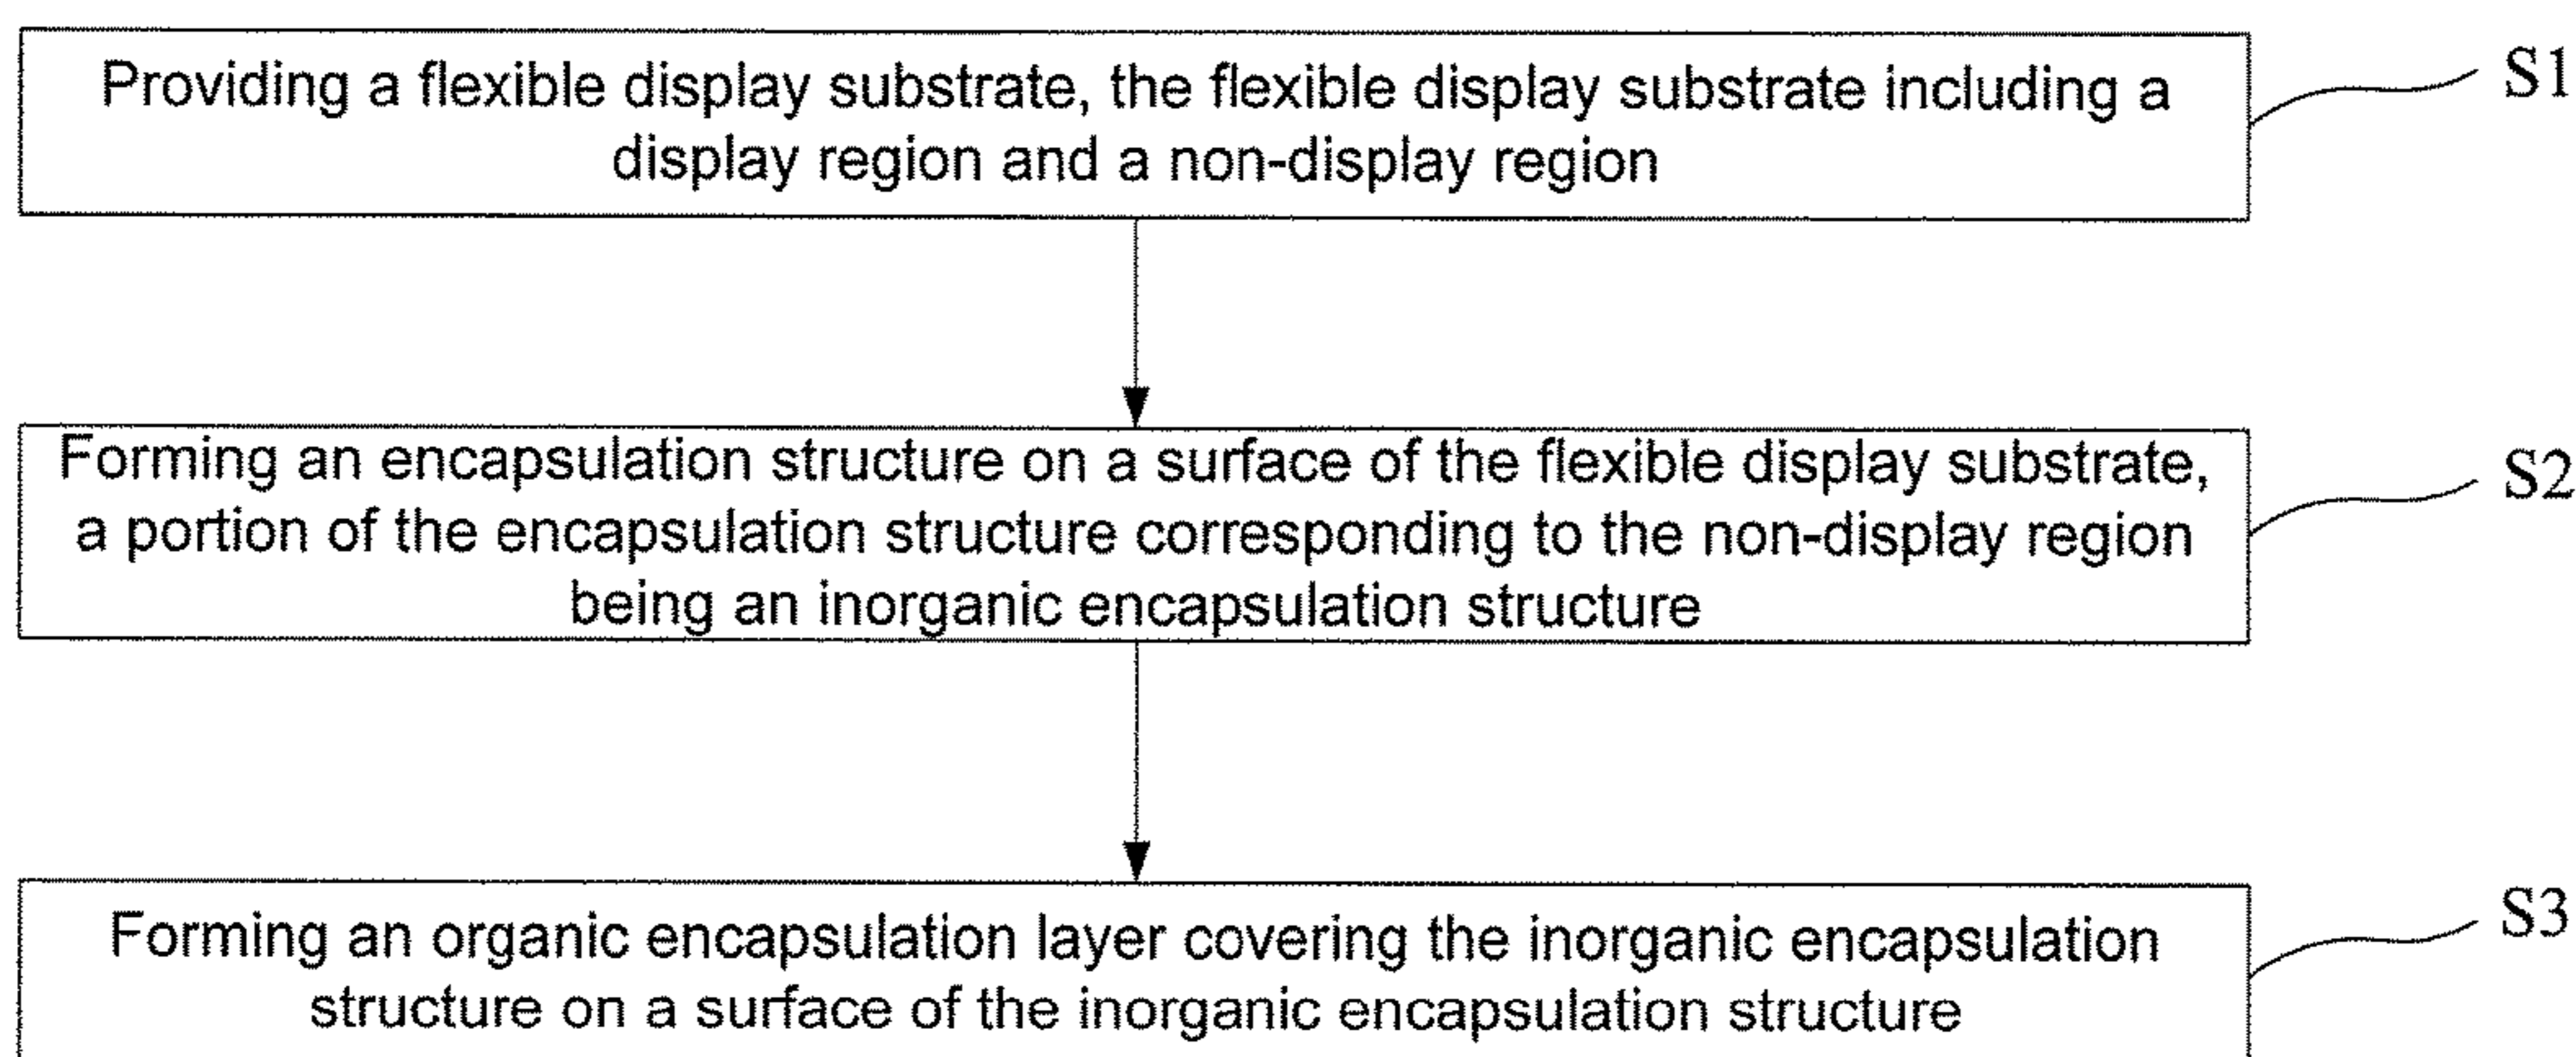 Providing a flexible display substrate, the flexible display substrate including a
display region and a non-display region
S1
Forming an encapsulation structure on a surface of the flexible display substrate,
a portion of the encapsulation structure corresponding to the non-display region
being an inorganic encapsulation structure
S2
Forming an organic encapsulation layer covering the inorganic encapsulation
structure on a surface of the inorganic encapsulation structure
S3